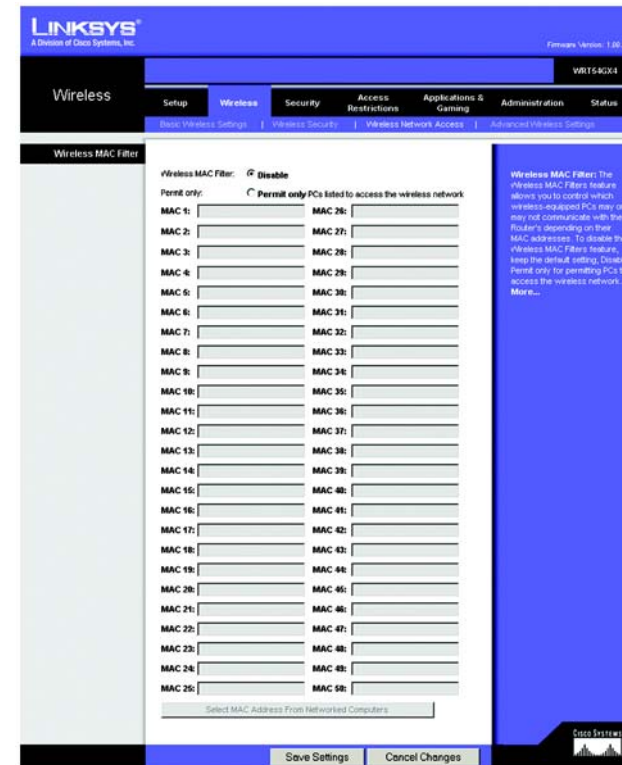 LINKSYS®
A Division of Cisco Systems, Inc.
Firmware Version: 1.00.
WRT54GX4
Wireless
Setup
Wireless
Security
Access Restrictions
Applications & Gaming
Administration
Status
Basic Wireless Settings | Wireless Security | Wireless Network Access | Advanced Wireless Settings
Wireless MAC Filter
Wireless MAC Filter: Disable
Permit only: Permit only PCs listed to access the wireless network
MAC 1: MAC 26:
MAC 2: MAC 27:
MAC 3: MAC 28:
MAC 4: MAC 29:
MAC 5: MAC 30:
MAC 6: MAC 31:
MAC 7: MAC 32:
MAC 8: MAC 33:
MAC 9: MAC 34:
MAC 10: MAC 35:
MAC 11: MAC 36:
MAC 12: MAC 37:
MAC 13: MAC 38:
MAC 14: MAC 39:
MAC 15: MAC 40:
MAC 16: MAC 41:
MAC 17: MAC 42:
MAC 18: MAC 43:
MAC 19: MAC 44:
MAC 20: MAC 45:
MAC 21: MAC 46:
MAC 22: MAC 47:
MAC 23: MAC 48:
MAC 24: MAC 49:
MAC 25: MAC 50:
Select MAC Address From Networked Computers
Wireless MAC Filter: The
Wireless MAC Filters feature
allows you to control which
wireless-equipped PCs may or
may not communicate with the
Router's depending on their
MAC addresses. To disable the
Wireless MAC Filters feature,
keep the default setting, Disab
Permit only for permitting PCs t
access the wireless network.
More...
Save Settings
Cancel Changes
CISCO SYSTEMS